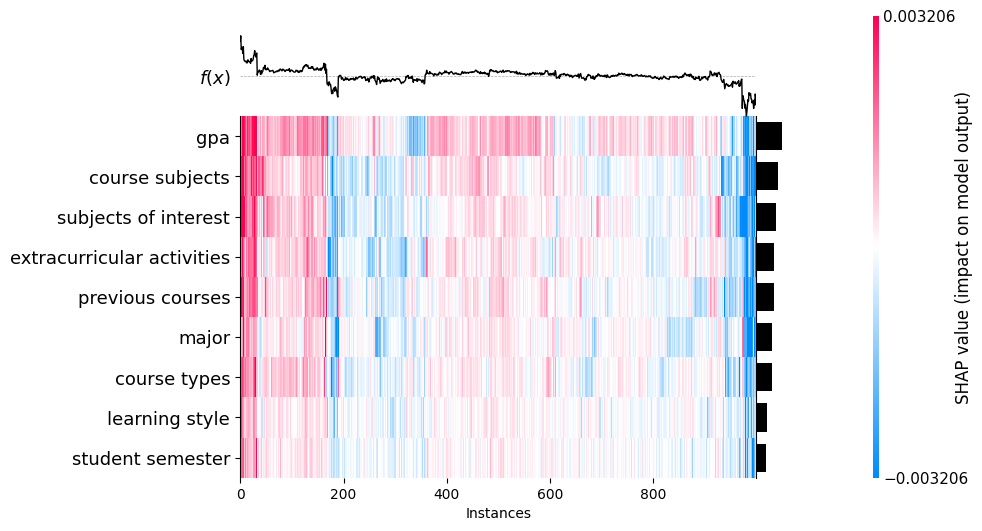 0.003206
f(x)
gpa
course subjects
subjects of interest
extracurricular activities
previous courses
major
course types
learning style
student semester
0 200 400 600 800
Instances
SHAP value (impact on model output)
−0.003206